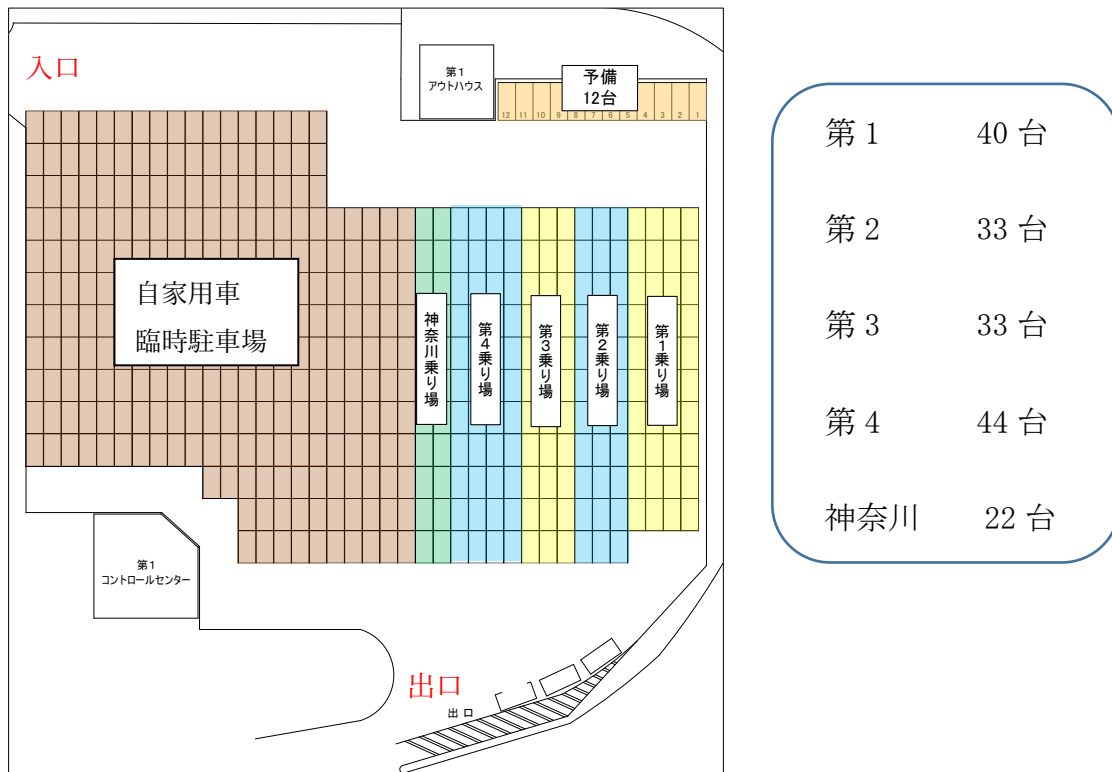 入口
第1
アウトハウス
予備
12台
12 11 10 9 8 7 6 5 4 3 2 1
自家用車
臨時駐車場
神奈川乗り場
第4乗り場
第3乗り場
第2乗り場
第1乗り場
第1
コントロールセンター
出口
出口
第1 40台
第2 33台
第3 33台
第4 44台
神奈川 22台